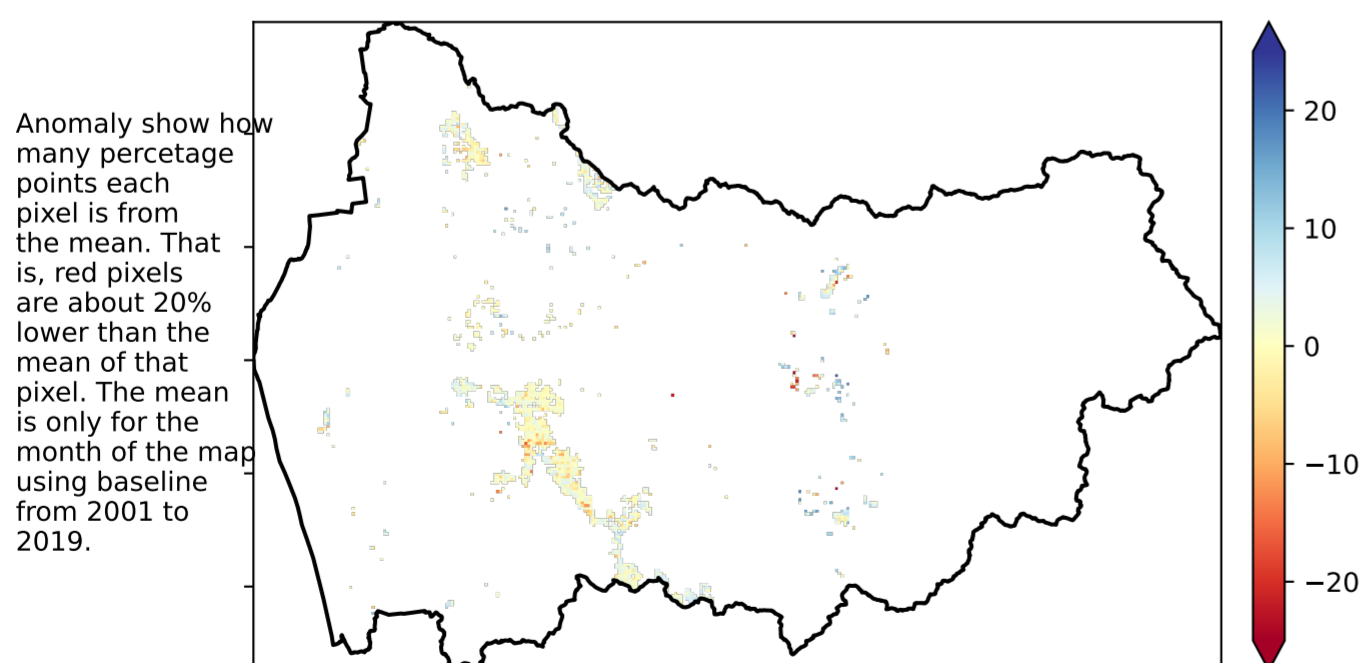 Anomaly show how
many percetage
points each
pixel is from
the mean. That
is, red pixels
are about 20%
lower than the
mean of that
pixel. The mean
is only for the
month of the map
using baseline
from 2001 to
2019.
20
10
0
−10
−20